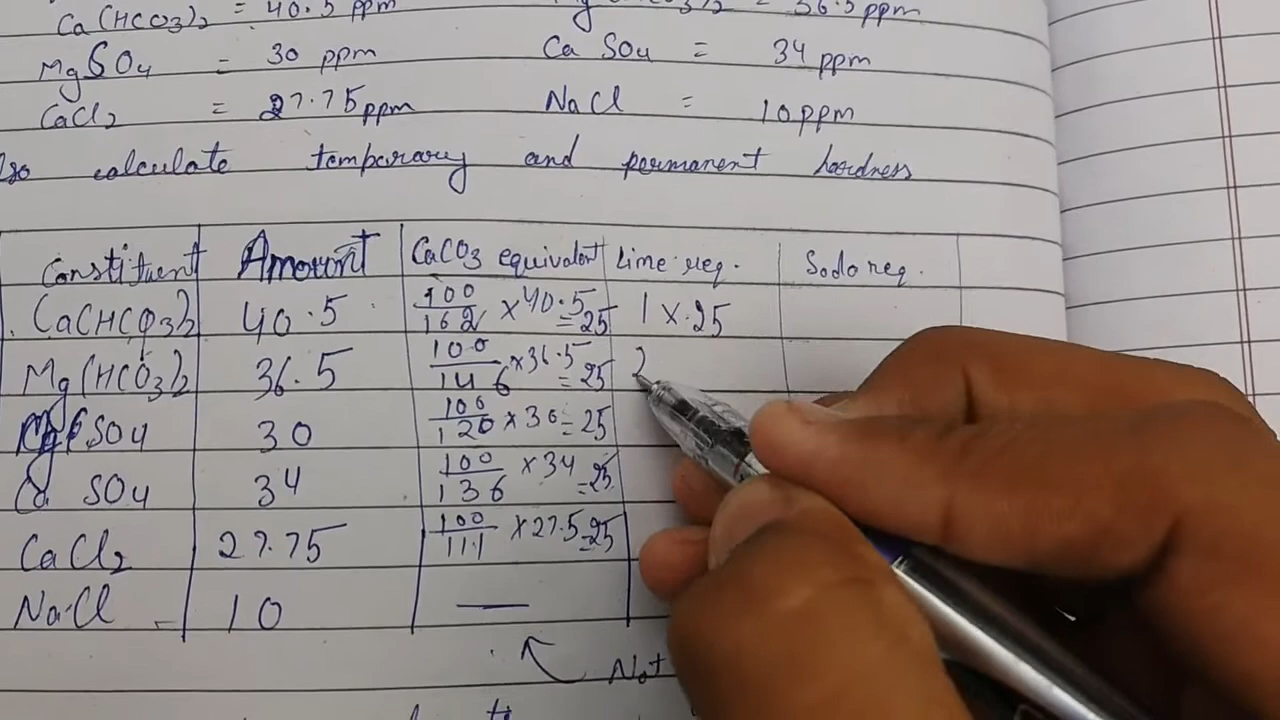 Ca(HCO3)2 = 40.5 ppm = 36.5 ppm
MgSO4 = 30 ppm CaSO4 = 34 ppm
CaCl2 = 27.75 ppm NaCl = 10 ppm
calculate temperary and permanent hardness
Constituent Amount CaCO3 equivalent Lime req. Soda req.
Ca(HCO3)2 40.5 100/162 × 40.5 = 25 1 × 25
Mg(HCO3)2 36.5 100/146 × 36.5 = 25 2
MgSO4 30 100/120 × 30 = 25
CaSO4 34 100/136 × 34 = 25
CaCl2 27.75 100/111 × 27.5 = 25
NaCl 10 —
Not